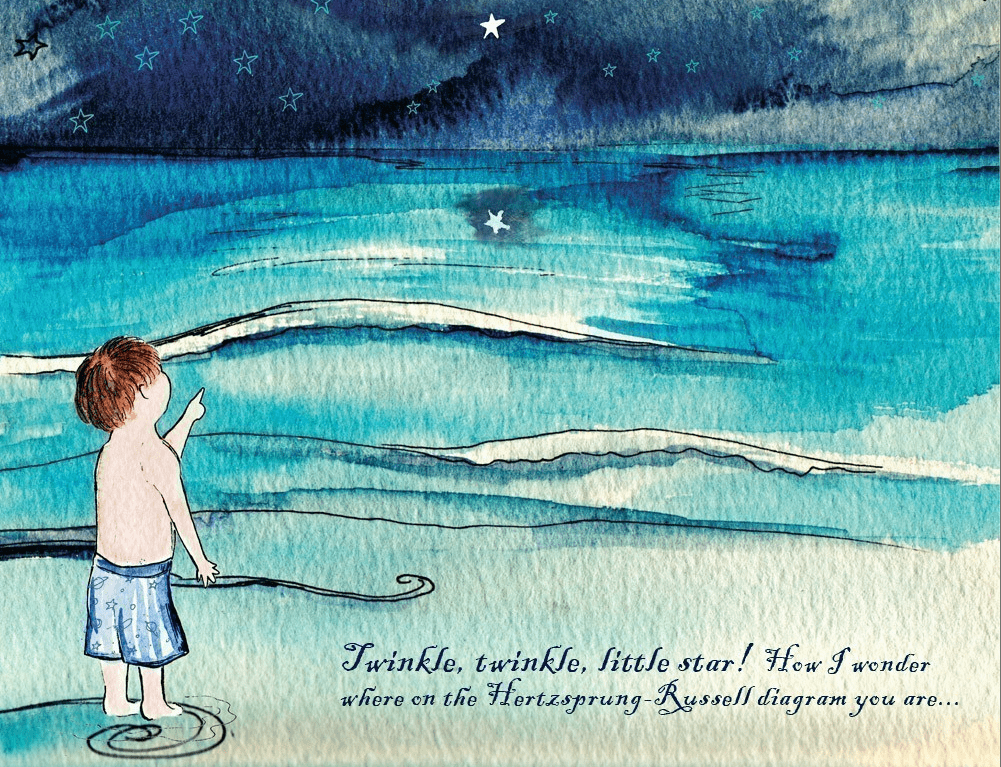 Twinkle, twinkle, little star! How I wonder
where on the Hertzsprung-Russell diagram you are...